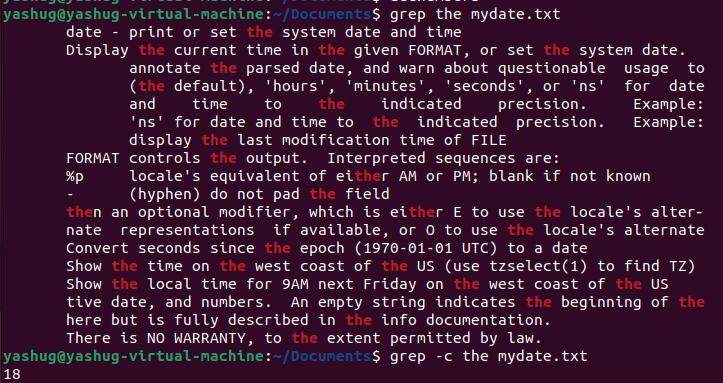 yashug@yashug-virtual-machine:~/Documents$ grep the mydate.txt
date - print or set the system date and time
Display the current time in the given FORMAT, or set the system date.
annotate the parsed date, and warn about questionable  usage  to
(the default), 'hours', 'minutes', 'seconds', or 'ns'  for  date
and    time    to    the    indicated    precision.    Example:
'ns' for date and time to  the  indicated  precision.   Example:
display the last modification time of FILE
FORMAT controls the output.  Interpreted sequences are:
%p     locale's equivalent of either AM or PM; blank if not known
-      (hyphen) do not pad the field
then an optional modifier, which is either E to use the locale's alter-
nate  representations  if available, or O to use the locale's alternate
Convert seconds since the epoch (1970-01-01 UTC) to a date
Show the time on the west coast of the US (use tzselect(1) to find TZ)
Show the local time for 9AM next Friday on the west coast of the US
tive date, and numbers.  An empty string indicates the beginning of the
here but is fully described in the info documentation.
There is NO WARRANTY, to the extent permitted by law.
yashug@yashug-virtual-machine:~/Documents$ grep -c the mydate.txt
18